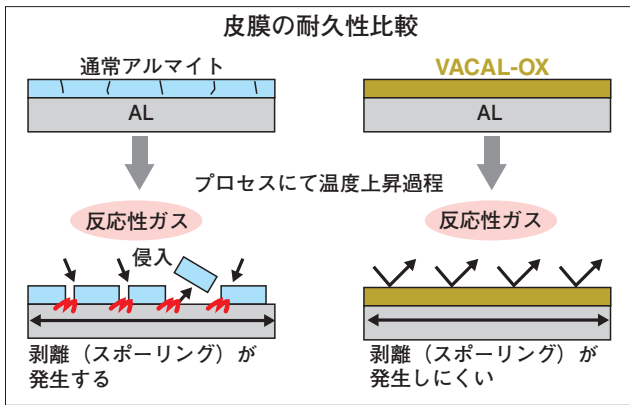 皮膜の耐久性比較
通常アルマイト
AL
VACAL-OX
AL
プロセスにて温度上昇過程
反応性ガス
反応性ガス
侵入
剥離（スポーリング）が
発生する
剥離（スポーリング）が
発生しにくい